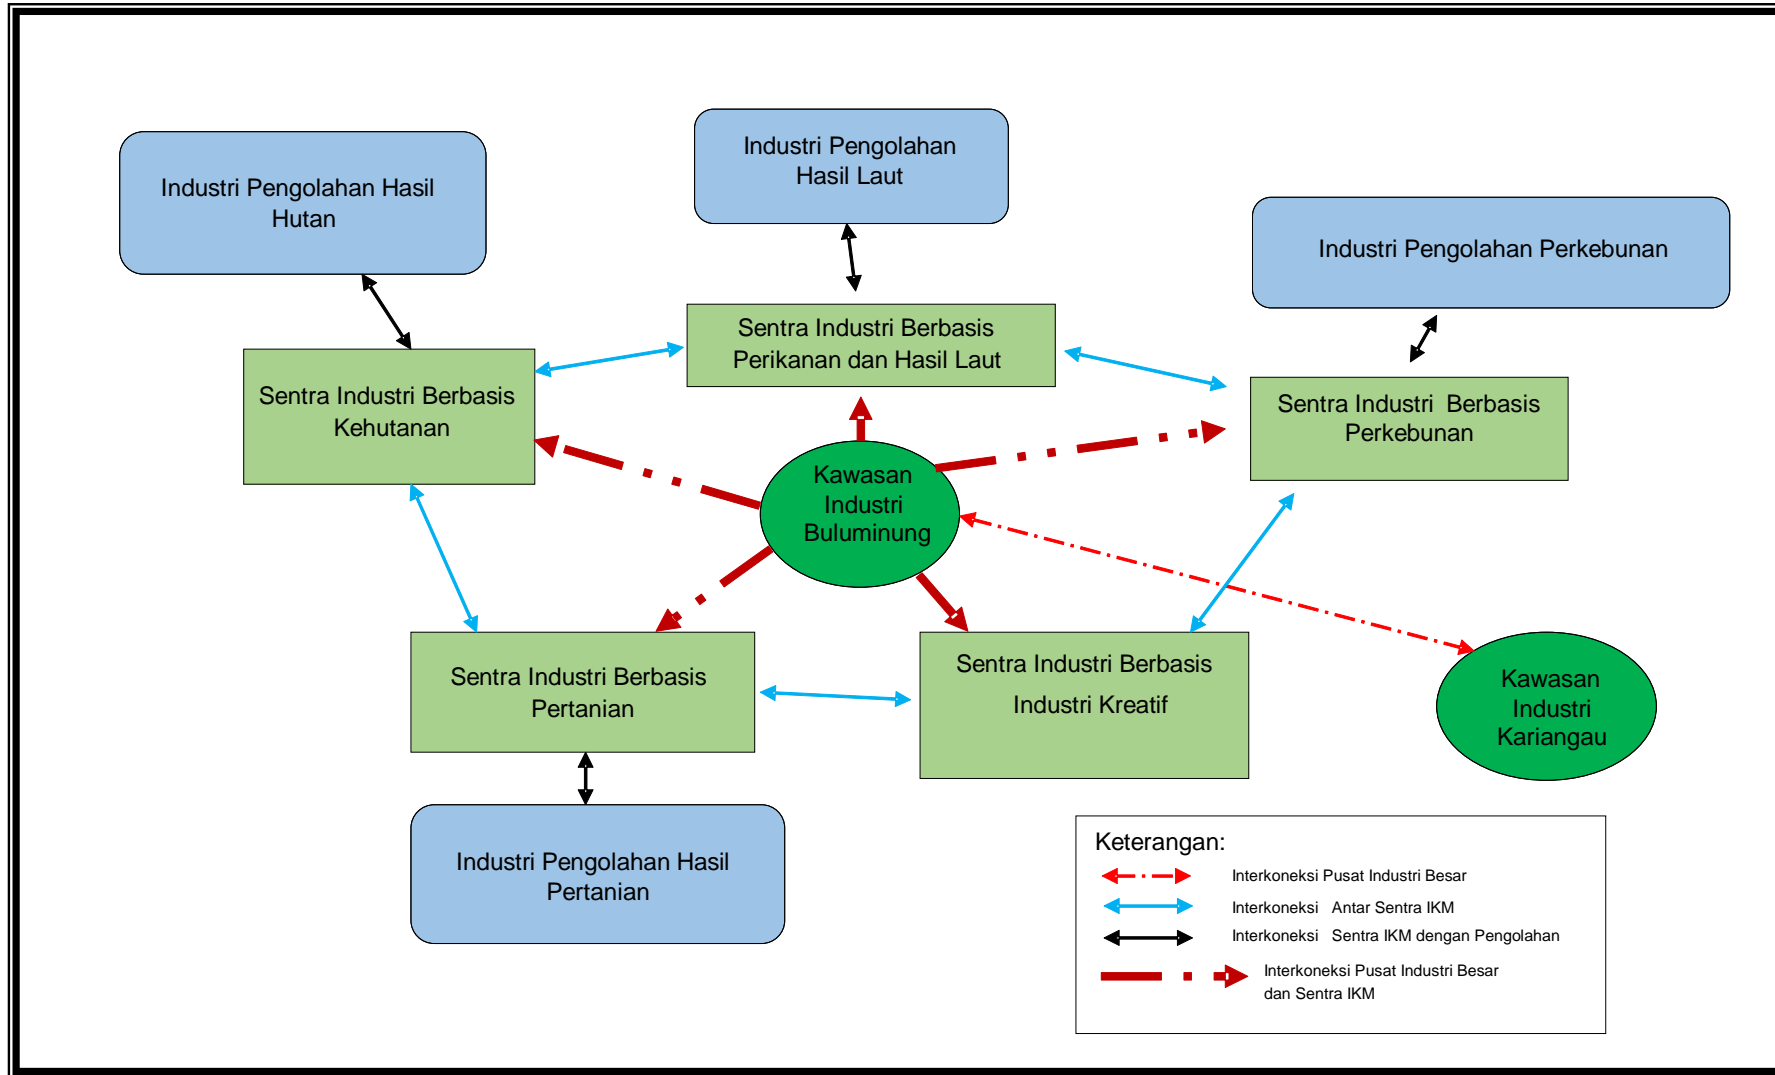 Industri Pengolahan Hasil
Hutan
Industri Pengolahan
Hasil Laut
Industri Pengolahan Perkebunan
Sentra Industri Berbasis
Kehutanan
Sentra Industri Berbasis
Perikanan dan Hasil Laut
Sentra Industri Berbasis
Perkebunan
Kawasan
Industri
Buluminung
Sentra Industri Berbasis
Pertanian
Sentra Industri Berbasis
Industri Kreatif
Kawasan
Industri
Kariangau
Industri Pengolahan Hasil
Pertanian
Keterangan:
Interkoneksi Pusat Industri Besar
Interkoneksi Antar Sentra IKM
Interkoneksi Sentra IKM dengan Pengolahan
Interkoneksi Pusat Industri Besar
dan Sentra IKM